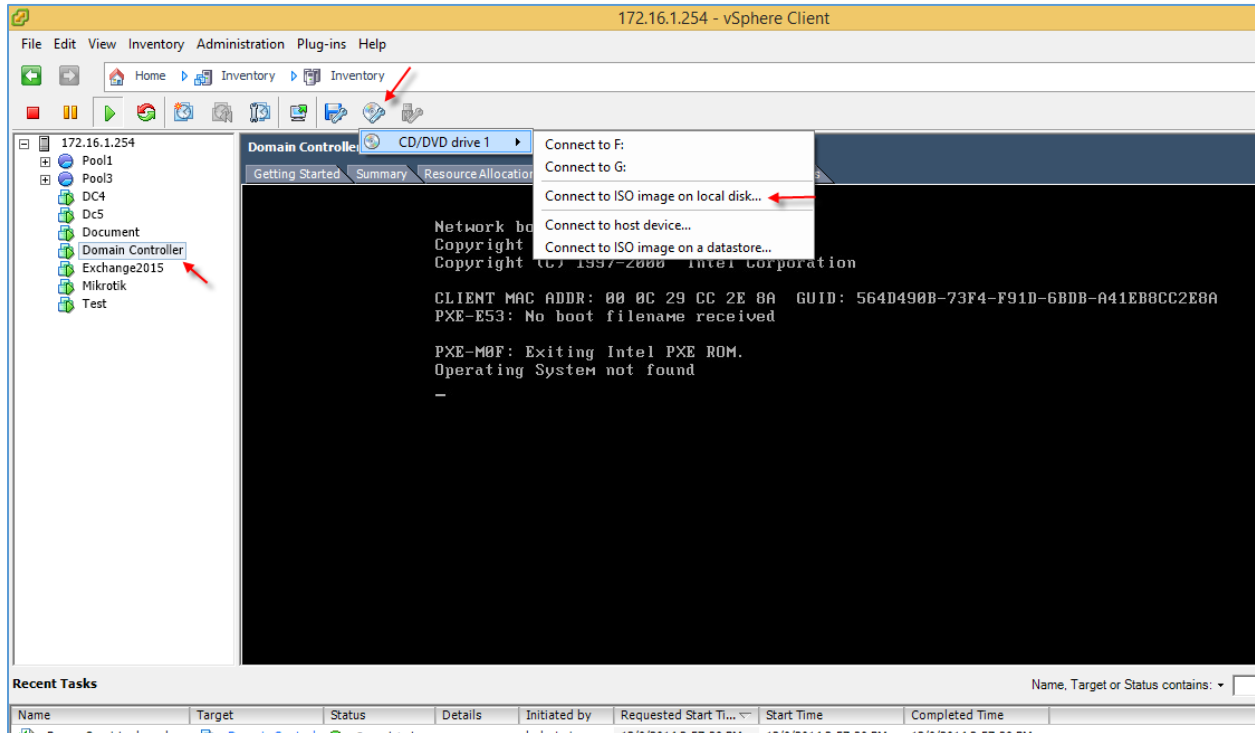 172.16.1.254 - vSphere Client
File Edit View Inventory Administration Plug-ins Help
Home Inventory Inventory
172.16.1.254
Pool1
Pool3
DC4
Dc5
Document
Domain Controller
Exchange2015
Mikrotik
Test
Domain Controlle
CD/DVD drive 1
Connect to F:
Connect to G:
Connect to ISO image on local disk...
Connect to host device...
Connect to ISO image on a datastore...
Getting Started Summary Resource Allocation
Network bo
Copyright
Copyright (C) 1997-2000 Intel Corporation
CLIENT MAC ADDR: 00 0C 29 CC 2E 8A GUID: 564D490B-73F4-F91D-6BDB-A41EB8CC2E8A
PXE-E53: No boot filename received
PXE-M0F: Exiting Intel PXE ROM.
Operating System not found
Recent Tasks
Name, Target or Status contains:
Name Target Status Details Initiated by Requested Start Ti... Start Time Completed Time